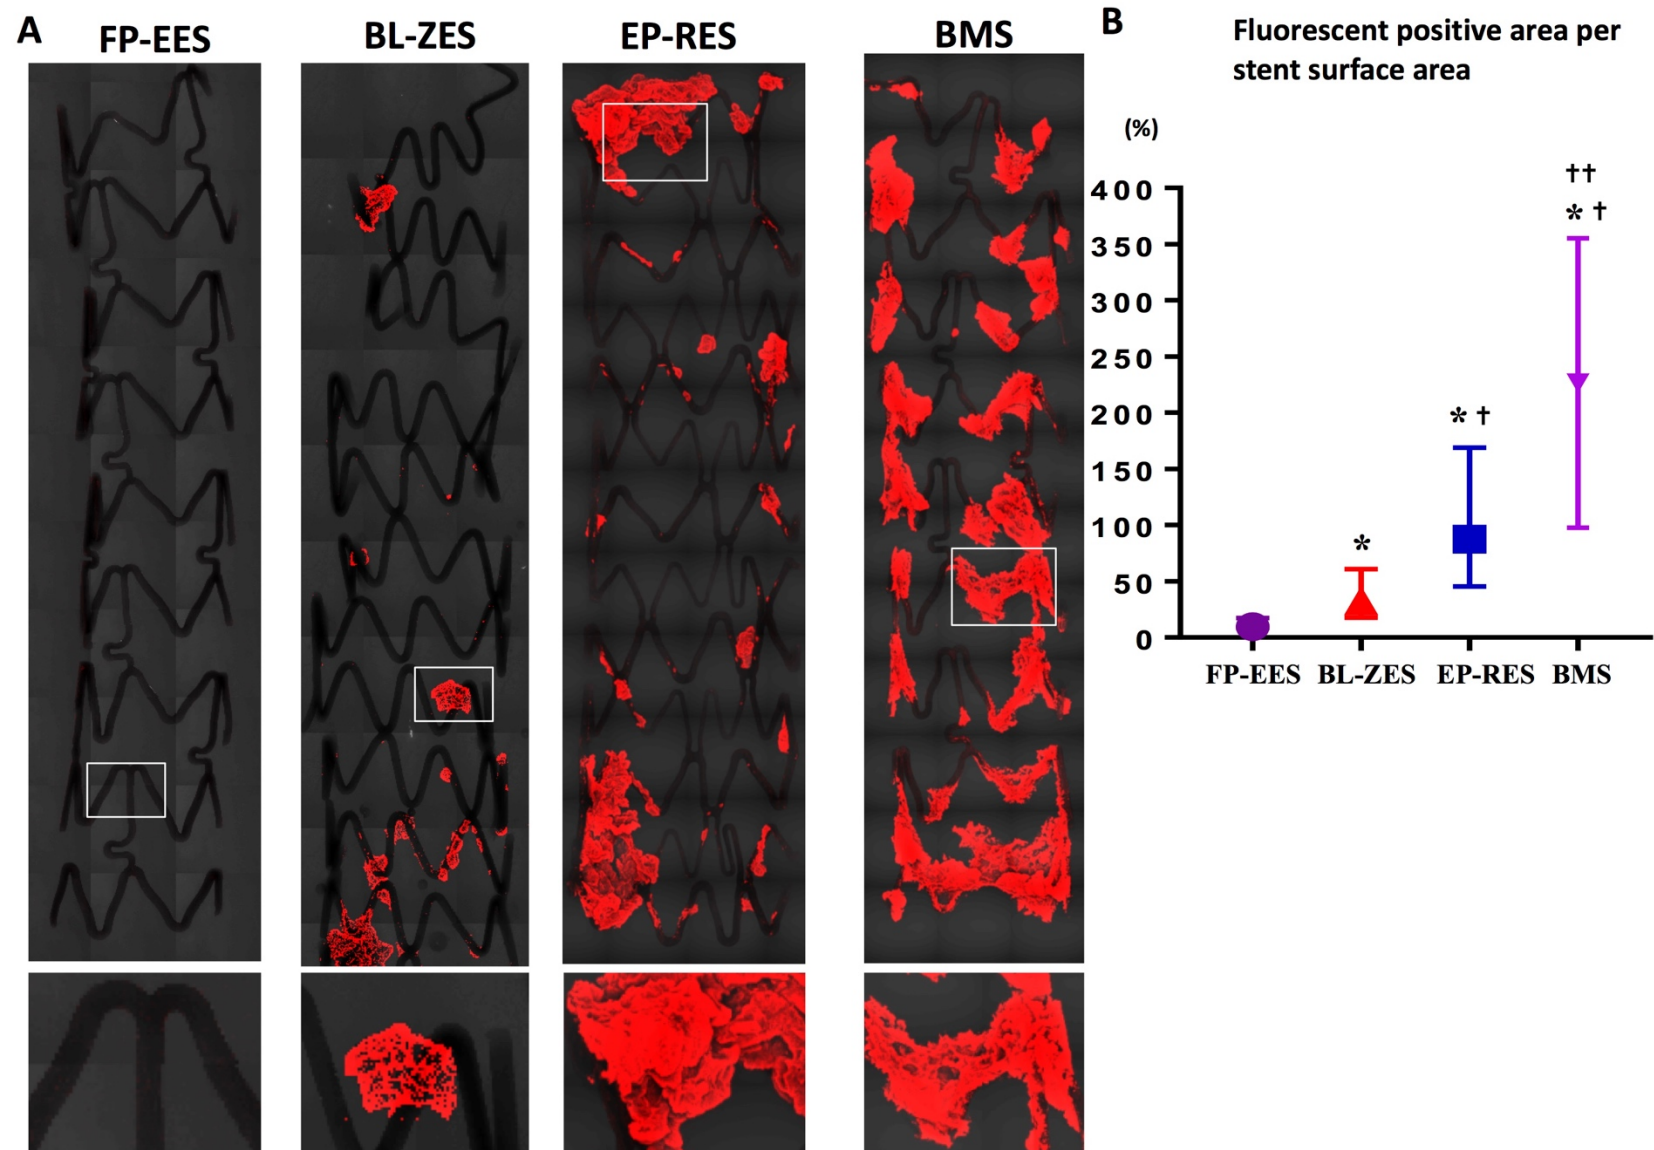 A
FP-EES
BL-ZES
EP-RES
BMS
B
Fluorescent positive area per
stent surface area
(%)
400
350
300
250
200
150
100
50
0
*
* †
††
* †
FP-EES
BL-ZES
EP-RES
BMS